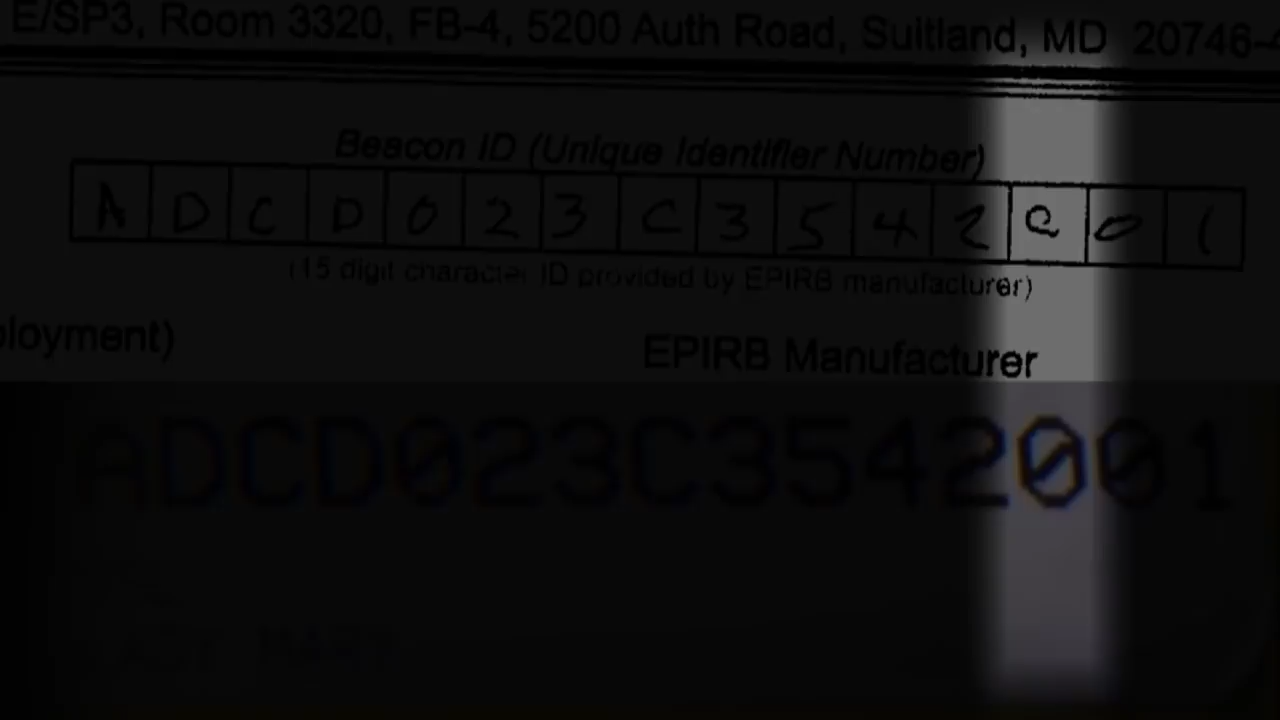 E/SP3, Room 3320, FB-4, 5200 Auth Road, Suitland, MD 20746-
Beacon ID (Unique Identifier Number)
A D C D 0 2 3 C 3 5 4 2 0 0 1
(15 digit character ID provided by EPIRB manufacturer)
ployment)
EPIRB Manufacturer
ADCD023C3542001